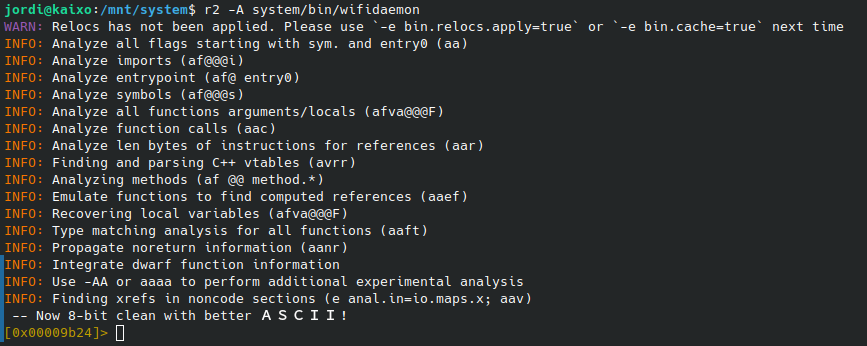 jordi@kaixo:/mnt/system$ r2 -A system/bin/wifidaemon
WARN: Relocs has not been applied. Please use `-e bin.relocs.apply=true` or `-e bin.cache=true` next time
INFO: Analyze all flags starting with sym. and entry0 (aa)
INFO: Analyze imports (af@@@i)
INFO: Analyze entrypoint (af@ entry0)
INFO: Analyze symbols (af@@@s)
INFO: Analyze all functions arguments/locals (afva@@@F)
INFO: Analyze function calls (aac)
INFO: Analyze len bytes of instructions for references (aar)
INFO: Finding and parsing C++ vtables (avrr)
INFO: Analyzing methods (af @@ method.*)
INFO: Emulate functions to find computed references (aaef)
INFO: Recovering local variables (afva@@@F)
INFO: Type matching analysis for all functions (aaft)
INFO: Propagate noreturn information (aanr)
INFO: Integrate dwarf function information
INFO: Use -AA or aaaa to perform additional experimental analysis
INFO: Finding xrefs in noncode sections (e anal.in=io.maps.x; aav)
 -- Now 8-bit clean with better ＡＳＣＩＩ!
[0x00009b24]>